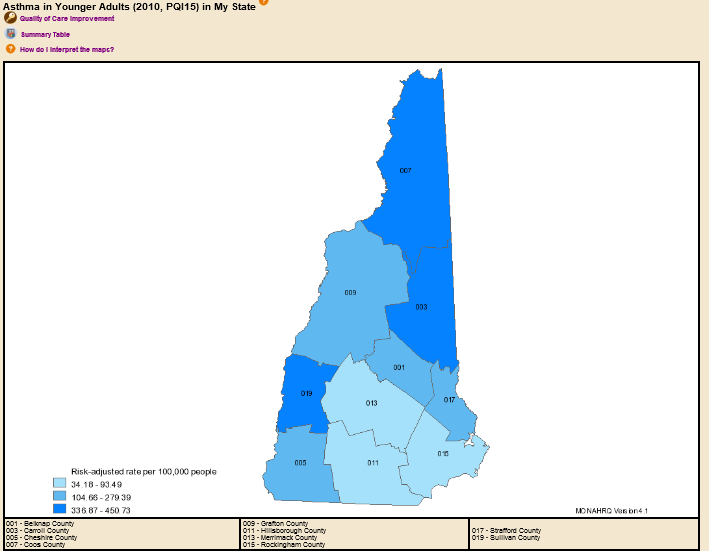 Asthma in Younger Adults (2010, PQI15) in My State ?
Quality of Care Improvement
Summary Table
? How do I interpret the maps?
007
009
003
001
019
013
017
005
011
015
Risk-adjusted rate per 100,000 people
34.18 - 93.49
104.66 - 279.39
336.87 - 450.73
MONAHRQ Version 4.1
001 - Belknap County
003 - Carroll County
005 - Cheshire County
007 - Coos County
009 - Grafton County
011 - Hillsborough County
013 - Merrimack County
015 - Rockingham County
017 - Strafford County
019 - Sullivan County